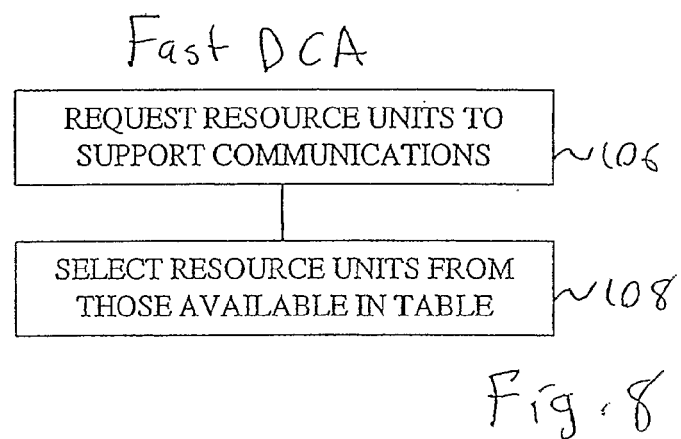 Fast DCA
REQUEST RESOURCE UNITS TO
SUPPORT COMMUNICATIONS
106
SELECT RESOURCE UNITS FROM
THOSE AVAILABLE IN TABLE
108
Fig. 8